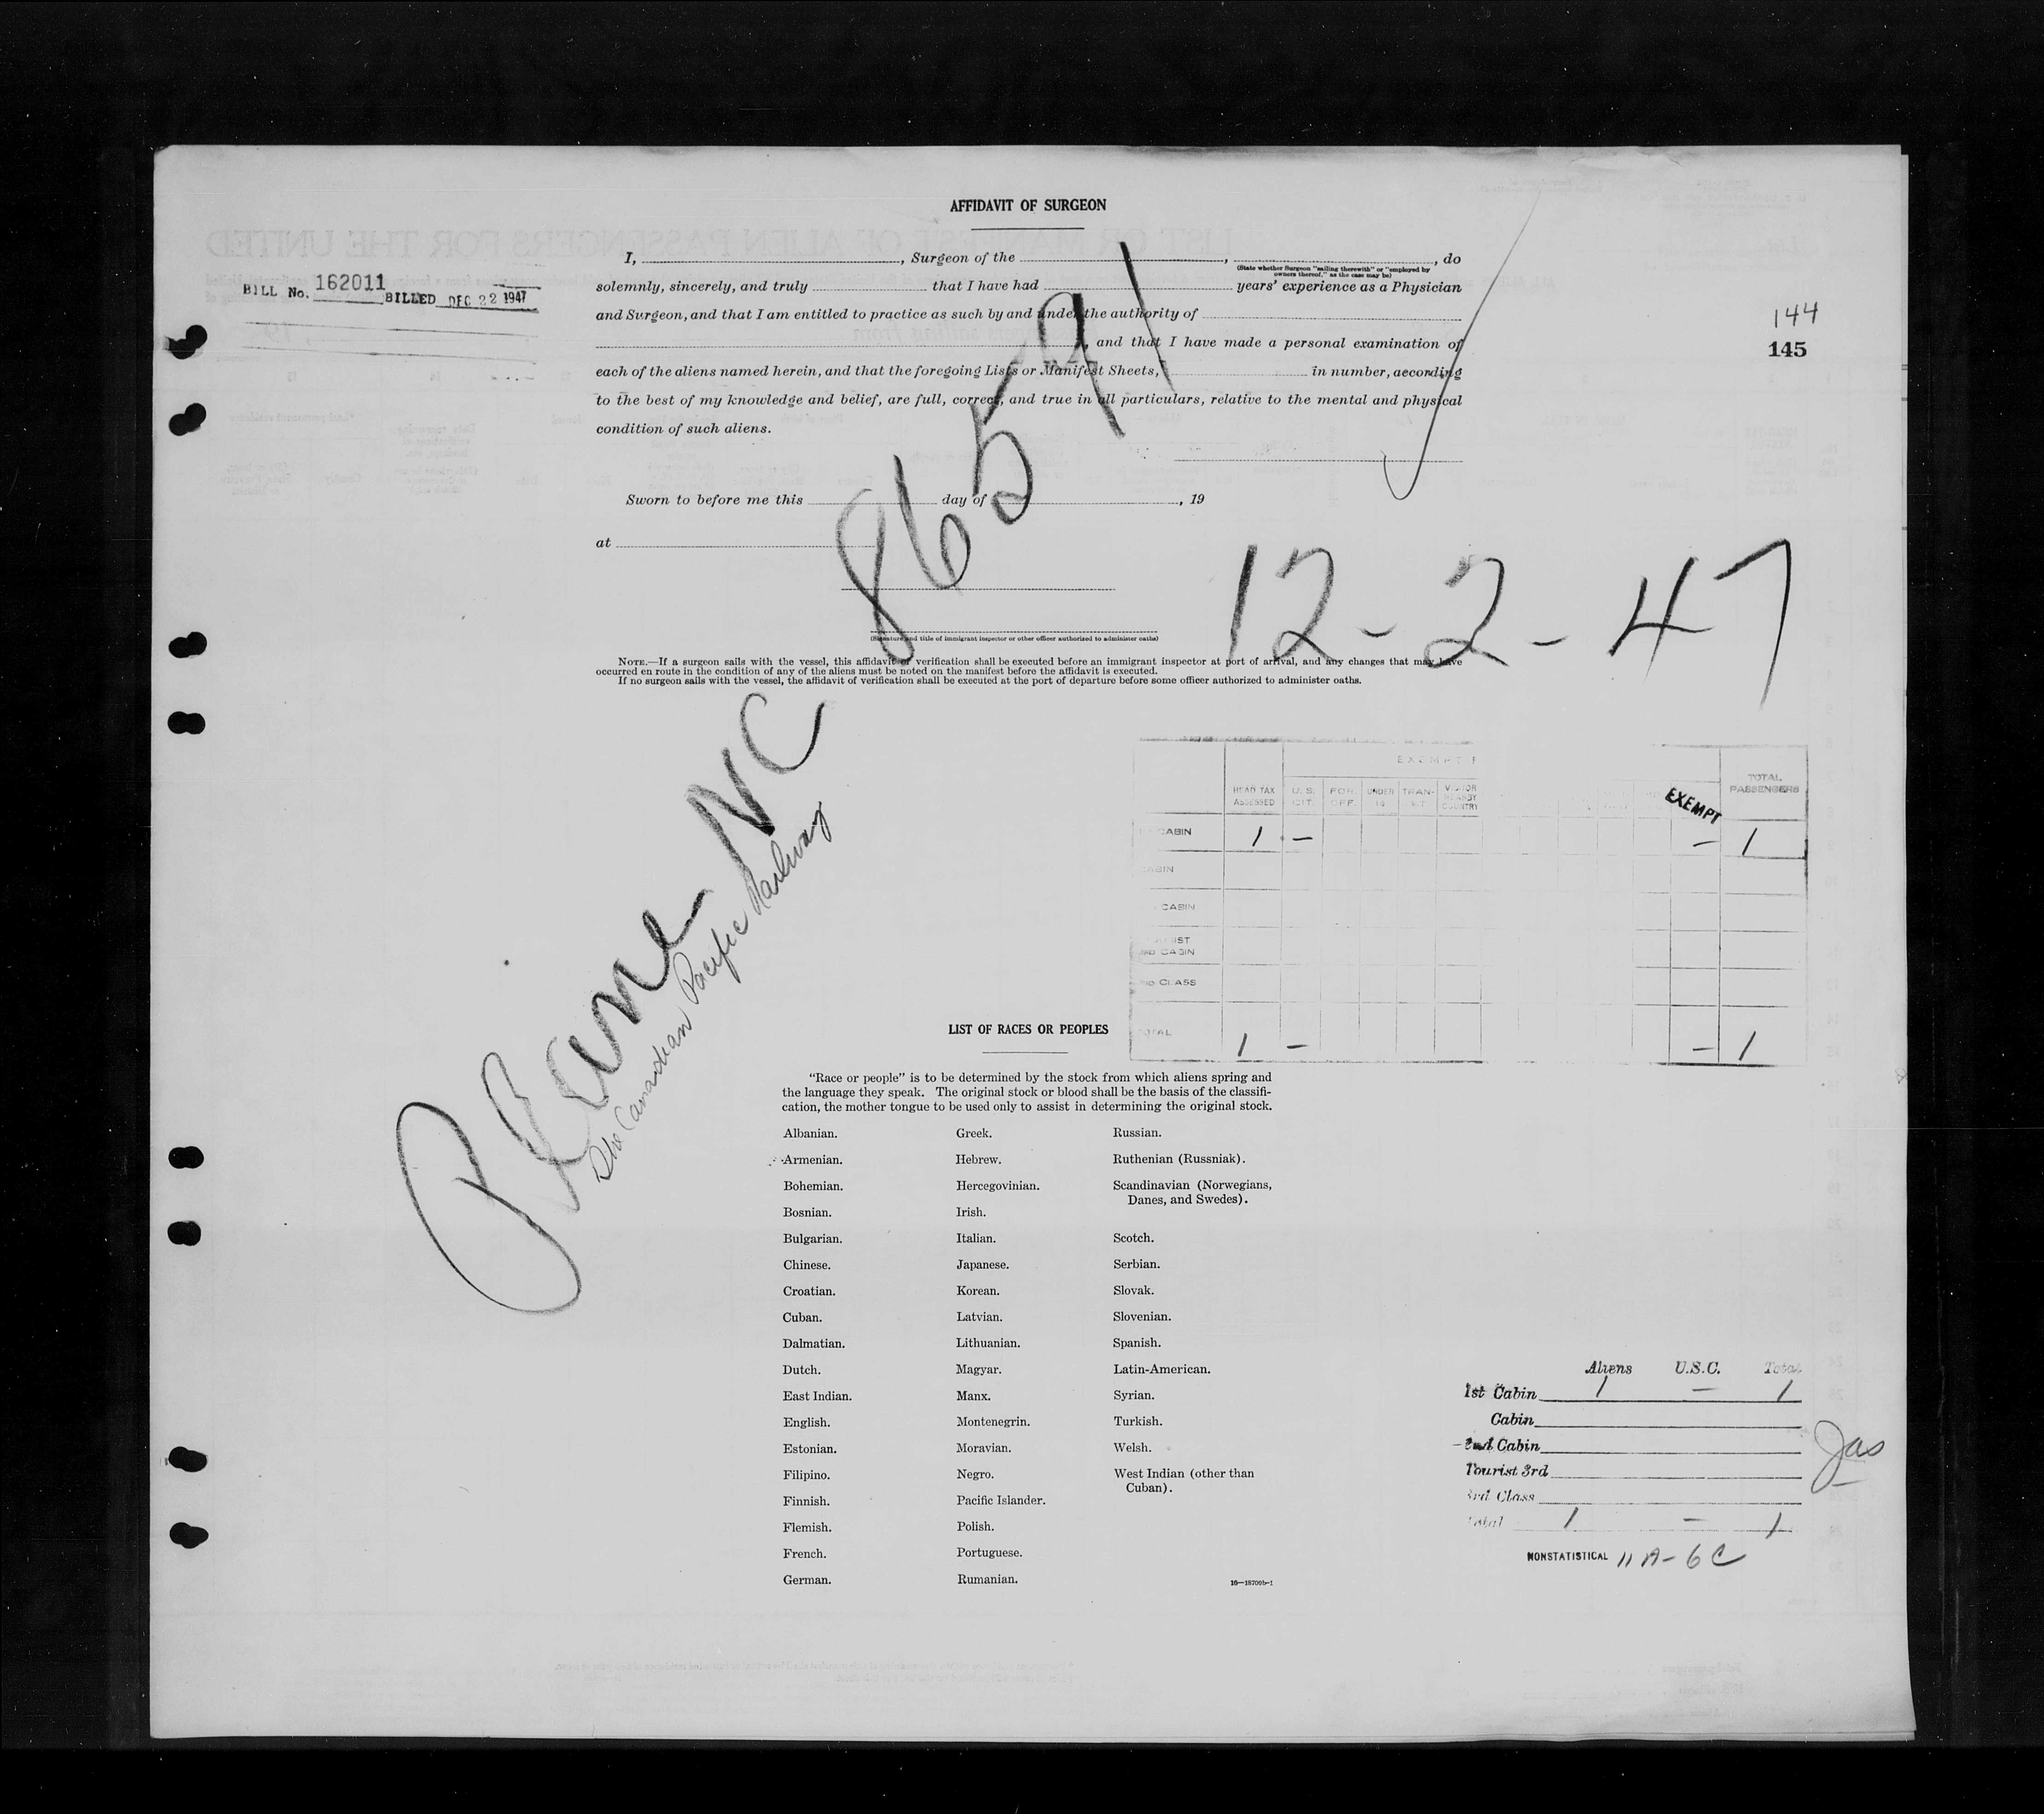 AFFIDAVIT OF SURGEON
I, , Surgeon of the , , do
(State whether Surgeon "sailing therewith" or "employed by
owners thereof," as the case may be)
solemnly, sincerely, and truly that I have had years' experience as a Physician
and Surgeon, and that I am entitled to practice as such by and under the authority of
, and that I have made a personal examination of
each of the aliens named herein, and that the foregoing Lists or Manifest Sheets, in number, according
to the best of my knowledge and belief, are full, correct, and true in all particulars, relative to the mental and physical
condition of such aliens.
Sworn to before me this day of , 19
at
(Signature and title of immigrant inspector or other officer authorized to administer oaths)
NOTE.—If a surgeon sails with the vessel, this affidavit of verification shall be executed before an immigrant inspector at port of arrival, and any changes that may have
occurred en route in the condition of any of the aliens must be noted on the manifest before the affidavit is executed.
If no surgeon sails with the vessel, the affidavit of verification shall be executed at the port of departure before some officer authorized to administer oaths.
BILL No. 162011 BILLED DEC 22 1947
144
145
86591
12-2-47
Plane NC
The Canadian Pacific Railway
EXEMPT F
HEAD TAX ASSESSED U.S. CIT. FOR. OFF. UNDER 16 TRAN-SIT VISITOR NEARBY COUNTRY EXEMPT TOTAL PASSENGERS
CABIN 1 - - 1
CABIN
CABIN
CABIN
CLASS
TOTAL 1 - - 1
LIST OF RACES OR PEOPLES
"Race or people" is to be determined by the stock from which aliens spring and
the language they speak. The original stock or blood shall be the basis of the classifi-
cation, the mother tongue to be used only to assist in determining the original stock.
Albanian. Greek. Russian.
Armenian. Hebrew. Ruthenian (Russniak).
Bohemian. Hercegovinian. Scandinavian (Norwegians,
Danes, and Swedes).
Bosnian. Irish.
Bulgarian. Italian. Scotch.
Chinese. Japanese. Serbian.
Croatian. Korean. Slovak.
Cuban. Latvian. Slovenian.
Dalmatian. Lithuanian. Spanish.
Dutch. Magyar. Latin-American.
East Indian. Manx. Syrian.
English. Montenegrin. Turkish.
Estonian. Moravian. Welsh.
Filipino. Negro. West Indian (other than
Cuban).
Finnish. Pacific Islander.
Flemish. Polish.
French. Portuguese.
German. Rumanian.
16—18709b-1
Aliens U.S.C. Total
1st Cabin 1 - 1
Cabin
2nd Cabin
Tourist 3rd
3rd Class
Total 1 - 1
Jas
NONSTATISTICAL 11A-6C